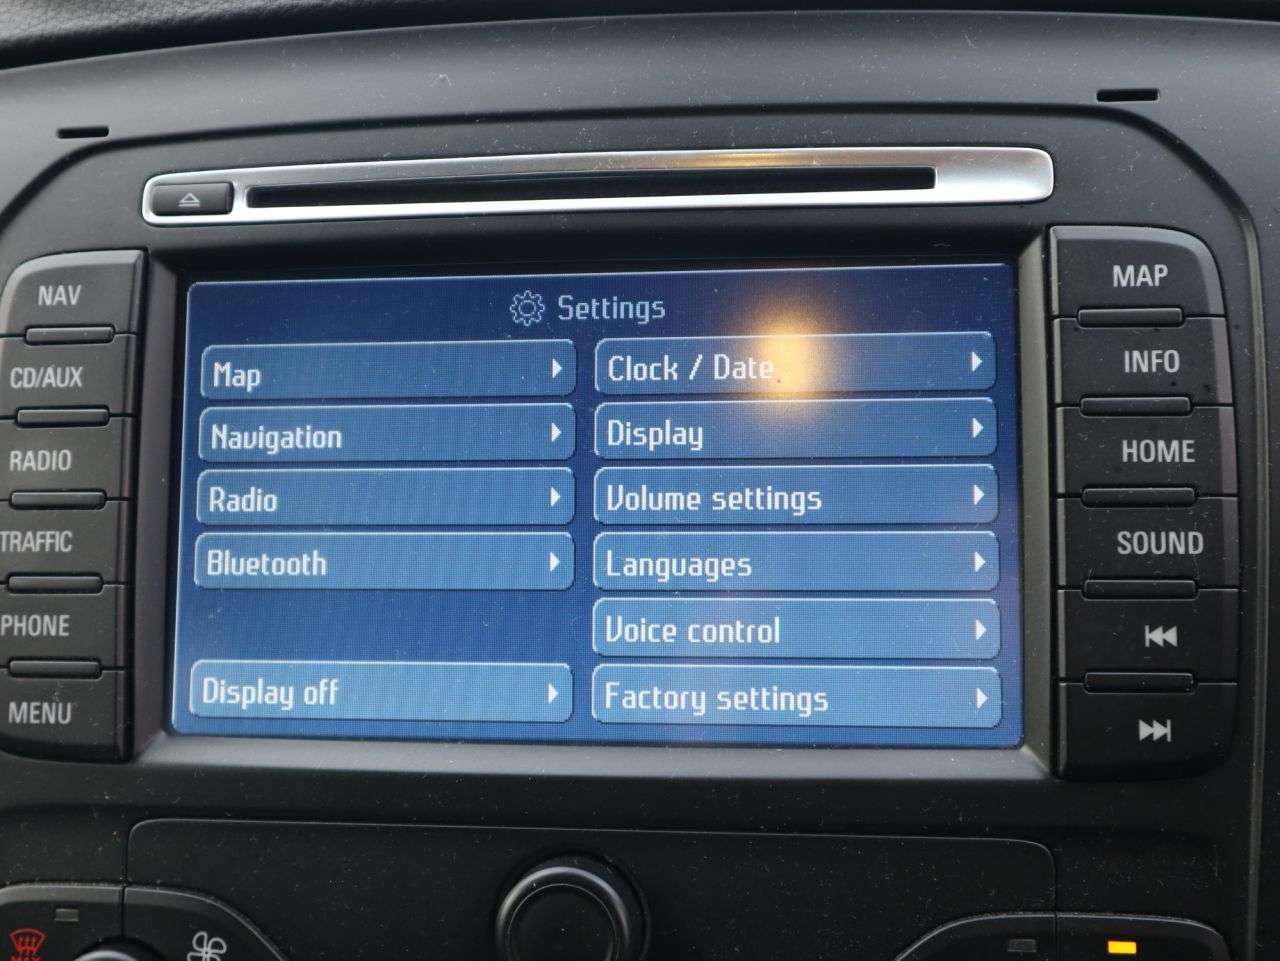 NAV
CD/AUX
RADIO
TRAFFIC
PHONE
MENU
Settings
Map
Navigation
Radio
Bluetooth
Display off
Clock / Date
Display
Volume settings
Languages
Voice control
Factory settings
MAP
INFO
HOME
SOUND